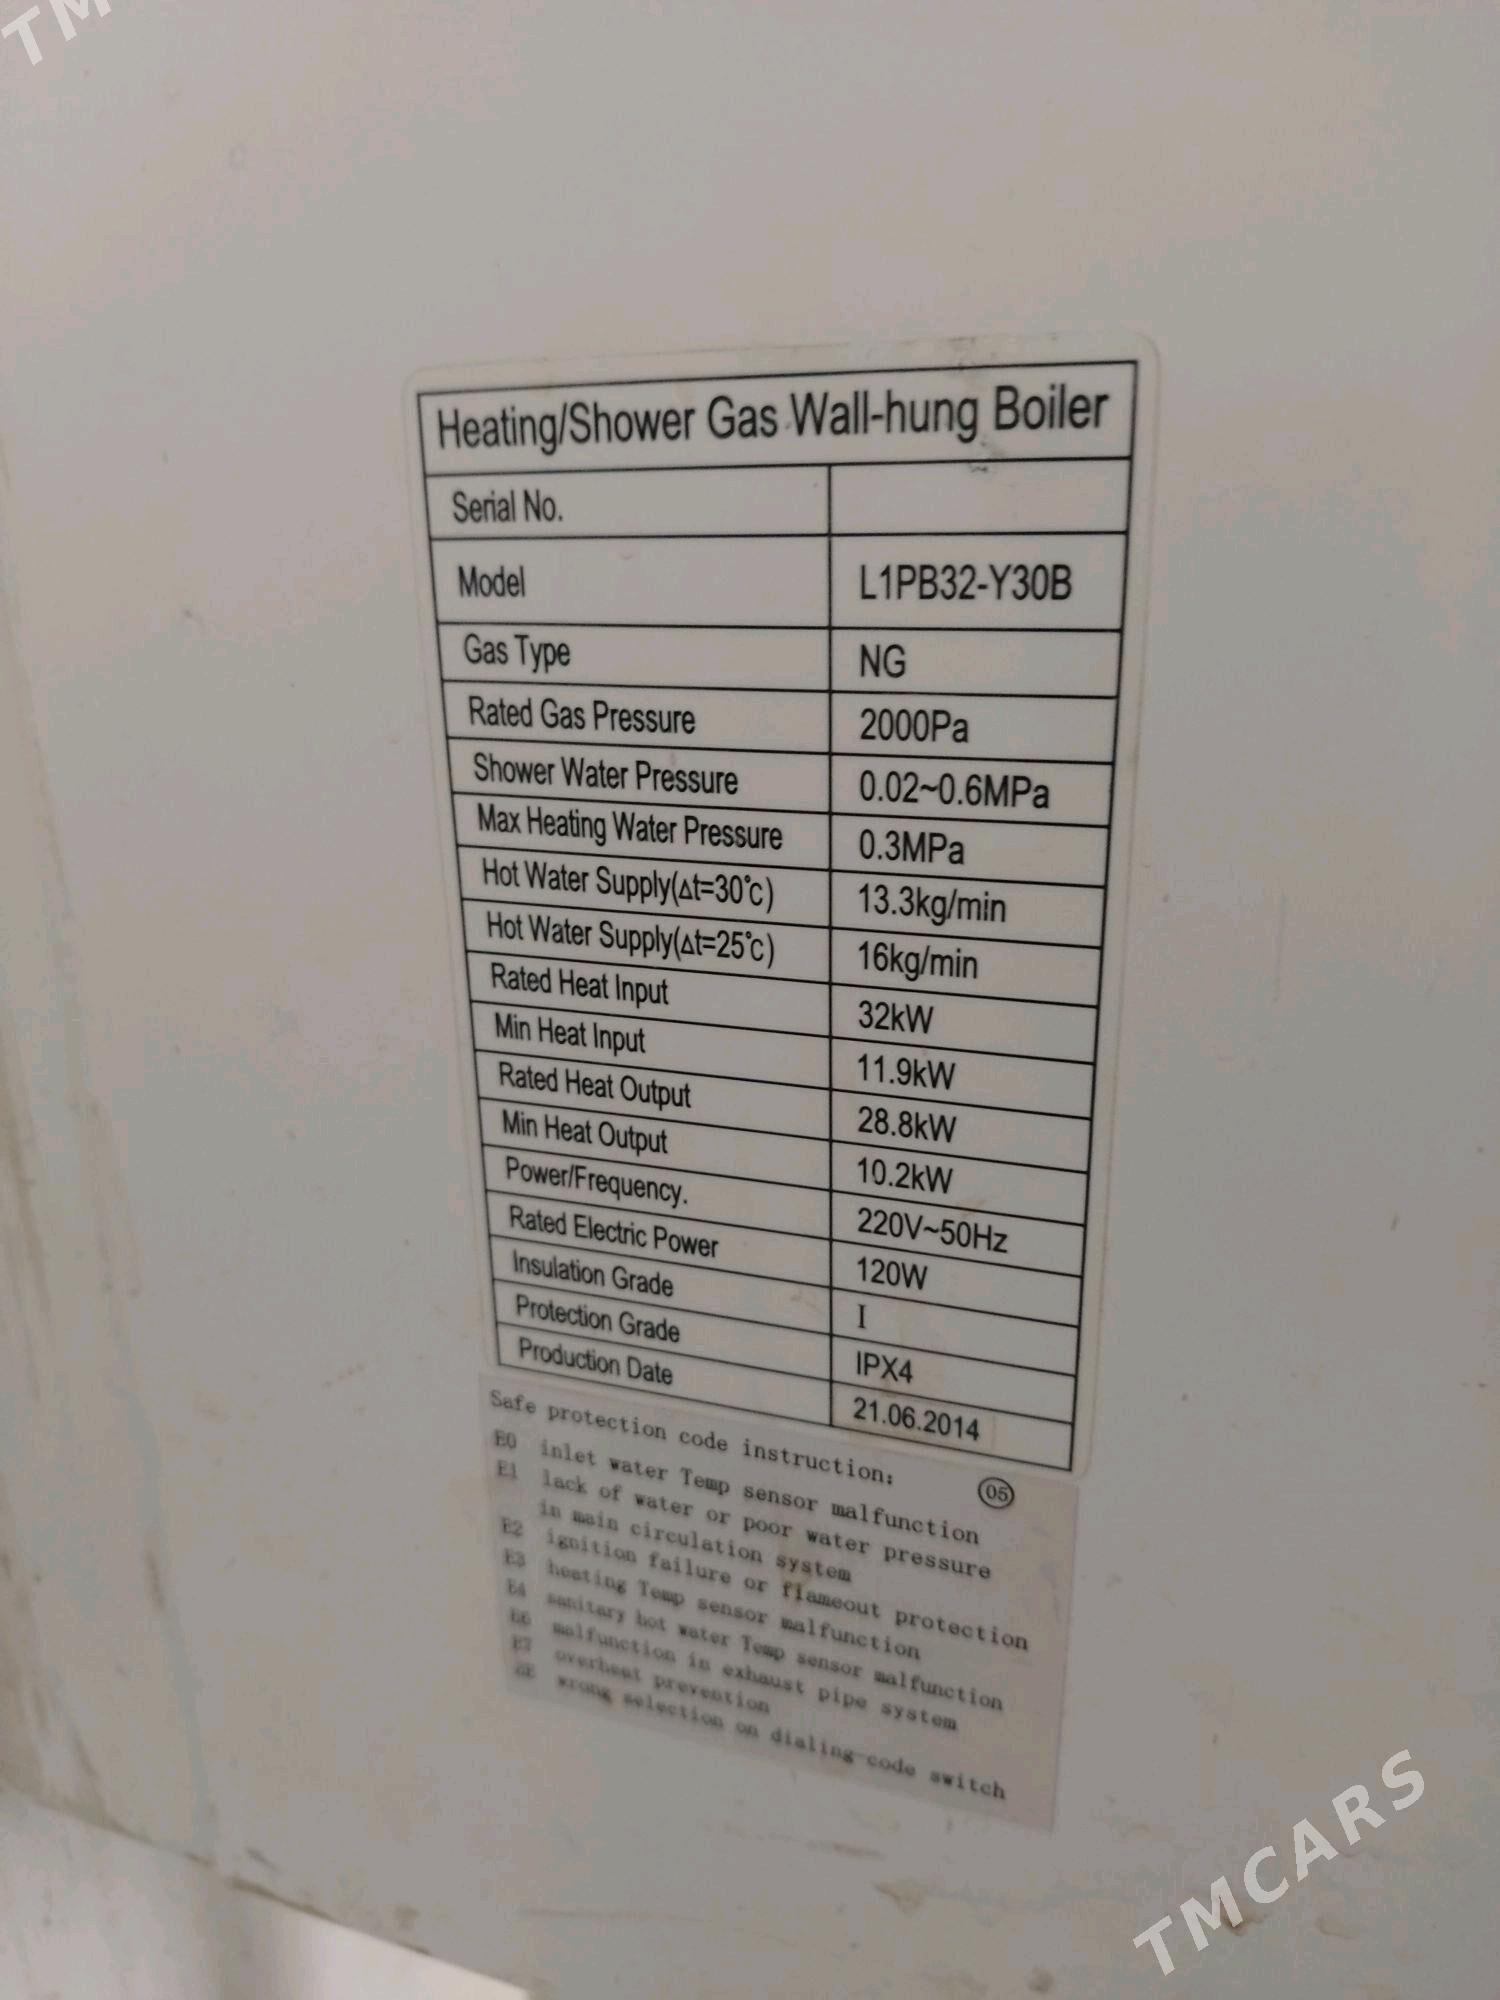 TM
Heating/Shower Gas Wall-hung Boiler
Serial No.
Model L1PB32-Y30B
Gas Type NG
Rated Gas Pressure 2000Pa
Shower Water Pressure 0.02~0.6MPa
Max Heating Water Pressure 0.3MPa
Hot Water Supply(△t=30℃) 13.3kg/min
Hot Water Supply(△t=25℃) 16kg/min
Rated Heat Input 32kW
Min Heat Input 11.9kW
Rated Heat Output 28.8kW
Min Heat Output 10.2kW
Power/Frequency. 220V~50Hz
Rated Electric Power 120W
Insulation Grade I
Protection Grade IPX4
Production Date 21.06.2014
Safe protection code instruction: 05
E0 inlet water Temp sensor malfunction
E1 lack of water or poor water pressure
in main circulation system
E2 ignition failure or flameout protection
E3 heating Temp sensor malfunction
E4 sanitary hot water Temp sensor malfunction
E6 malfunction in exhaust pipe system
E7 overheat prevention
wrong selection on dialing-code switch
TMCARS